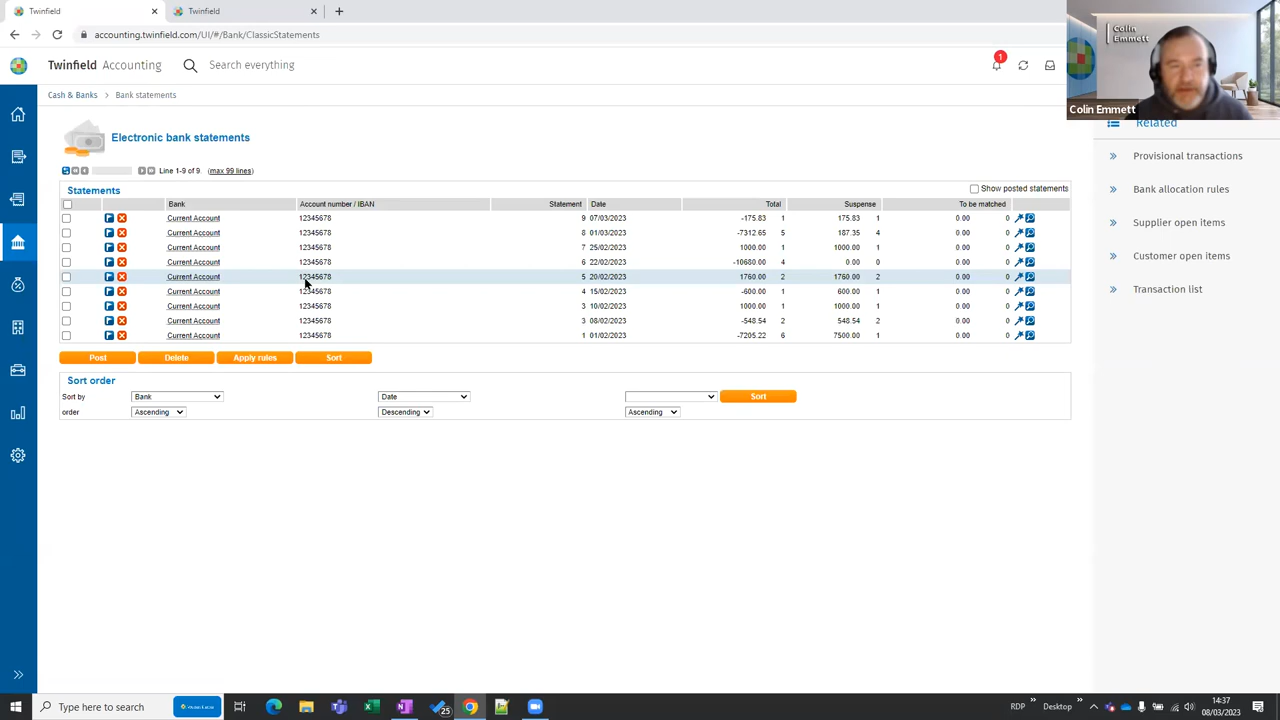 Twinfield
Twinfield
accounting.twinfield.com/UI/#/Bank/ClassicStatements
Colin
Emmett
Colin Emmett
Twinfield Accounting
Search everything
1
Cash & Banks
Bank statements
Related
Electronic bank statements
Provisional transactions
Line 1-9 of 9 (max 99 lines)
Statements
Show posted statements
Bank allocation rules
Bank Account number / IBAN Statement Date Total Suspense To be matched
Current Account 12345678 9 07/03/2023 -175.83 1 175.83 1 0.00 0
Supplier open items
Current Account 12345678 8 01/03/2023 -7312.65 5 187.35 4 0.00 0
Current Account 12345678 7 25/02/2023 1000.00 1 1000.00 1 0.00 0
Customer open items
Current Account 12345678 6 22/02/2023 -10680.00 4 0.00 0 0.00 0
Current Account 12345678 5 20/02/2023 1760.00 2 1760.00 2 0.00 0
Transaction list
Current Account 12345678 4 15/02/2023 -600.00 1 600.00 1 0.00 0
Current Account 12345678 3 10/02/2023 1000.00 1 1000.00 1 0.00 0
Current Account 12345678 3 08/02/2023 -548.54 2 548.54 2 0.00 0
Current Account 12345678 1 01/02/2023 -7205.22 6 7500.00 1 0.00 0
Post
Delete
Apply rules
Sort
Sort order
Sort by Bank Date Sort
order Ascending Descending Ascending
Type here to search
25
RDP
Desktop
14:37
08/03/2023